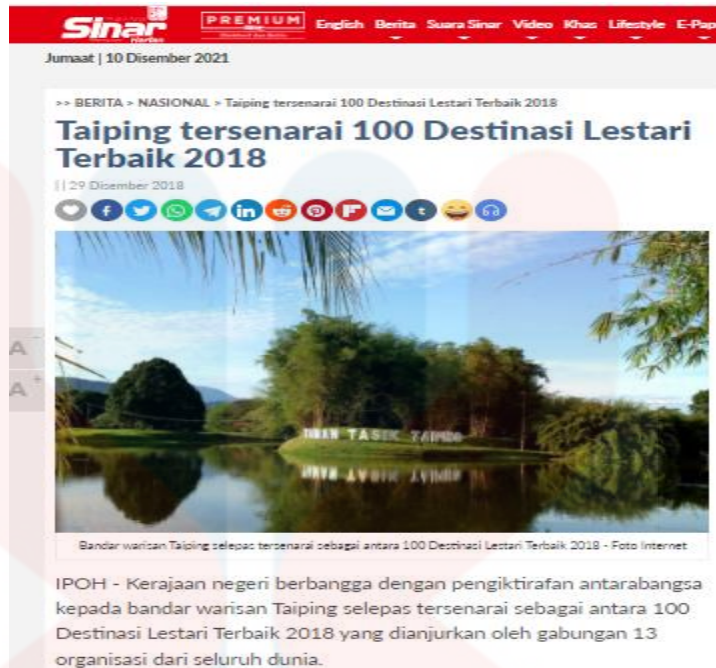 Sinar
Harian
PREMIUM
English Berita Suara Sinar Video Khas Lifestyle E-Pap
Jumaat | 10 Disember 2021
>> BERITA > NASIONAL > Taiping tersenarai 100 Destinasi Lestari Terbaik 2018
Taiping tersenarai 100 Destinasi Lestari
Terbaik 2018
|| 29 Disember 2018
A-
A+
TAMAN TASIK TAIPING
Bandar warisan Taiping selepas tersenarai sebagai antara 100 Destinasi Lestari Terbaik 2018 - Foto Internet
IPOH - Kerajaan negeri berbangga dengan pengiktirafan antarabangsa
kepada bandar warisan Taiping selepas tersenarai sebagai antara 100
Destinasi Lestari Terbaik 2018 yang dianjurkan oleh gabungan 13
organisasi dari seluruh dunia.